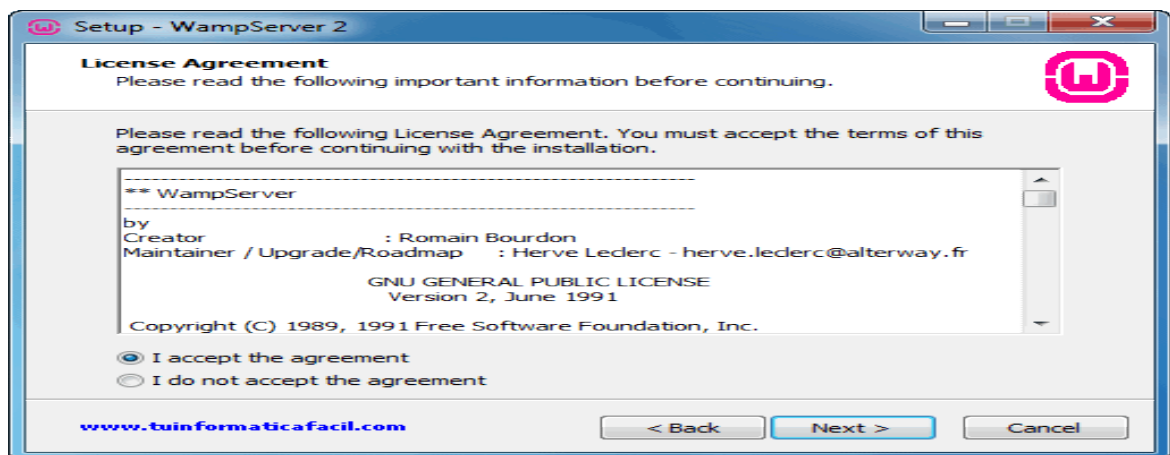 Setup - WampServer 2
License Agreement
Please read the following important information before continuing.
Please read the following License Agreement. You must accept the terms of this
agreement before continuing with the installation.
----------------------------------------------------------------
** WampServer
----------------------------------------------------------------
by
Creator : Romain Bourdon
Maintainer / Upgrade/Roadmap : Herve Leclerc - herve.leclerc@alterway.fr
GNU GENERAL PUBLIC LICENSE
Version 2, June 1991
Copyright (C) 1989, 1991 Free Software Foundation, Inc.
I accept the agreement
I do not accept the agreement
www.tuinformaticafacil.com
< Back Next > Cancel